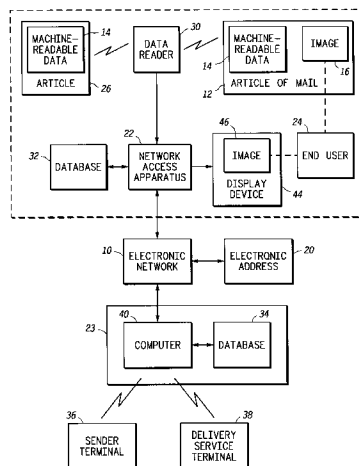 14
MACHINE-
READABLE
DATA
ARTICLE
26
30
DATA
READER
MACHINE-
READABLE
DATA
IMAGE
14
16
12
ARTICLE OF MAIL
32
DATABASE
22
NETWORK
ACCESS
APPARATUS
46
IMAGE
DISPLAY
DEVICE
44
24
END USER
10
ELECTRONIC
NETWORK
20
ELECTRONIC
ADDRESS
23
40
COMPUTER
34
DATABASE
36
SENDER
TERMINAL
38
DELIVERY
SERVICE
TERMINAL